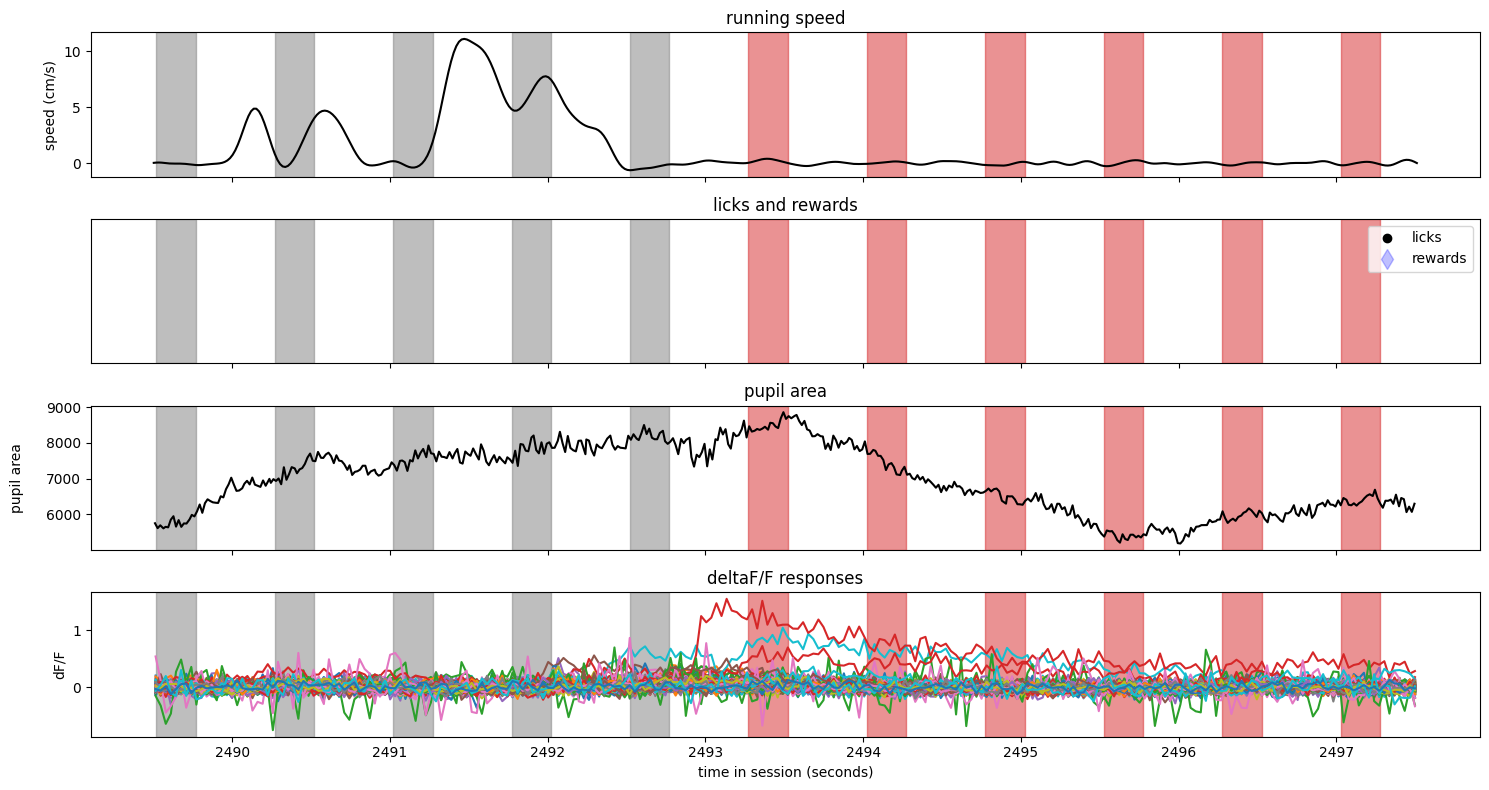 running speed
speed (cm/s)
10
5
0
licks and rewards
licks
rewards
pupil area
pupil area
9000
8000
7000
6000
deltaF/F responses
dF/F
1
0
2490 2491 2492 2493 2494 2495 2496 2497
time in session (seconds)